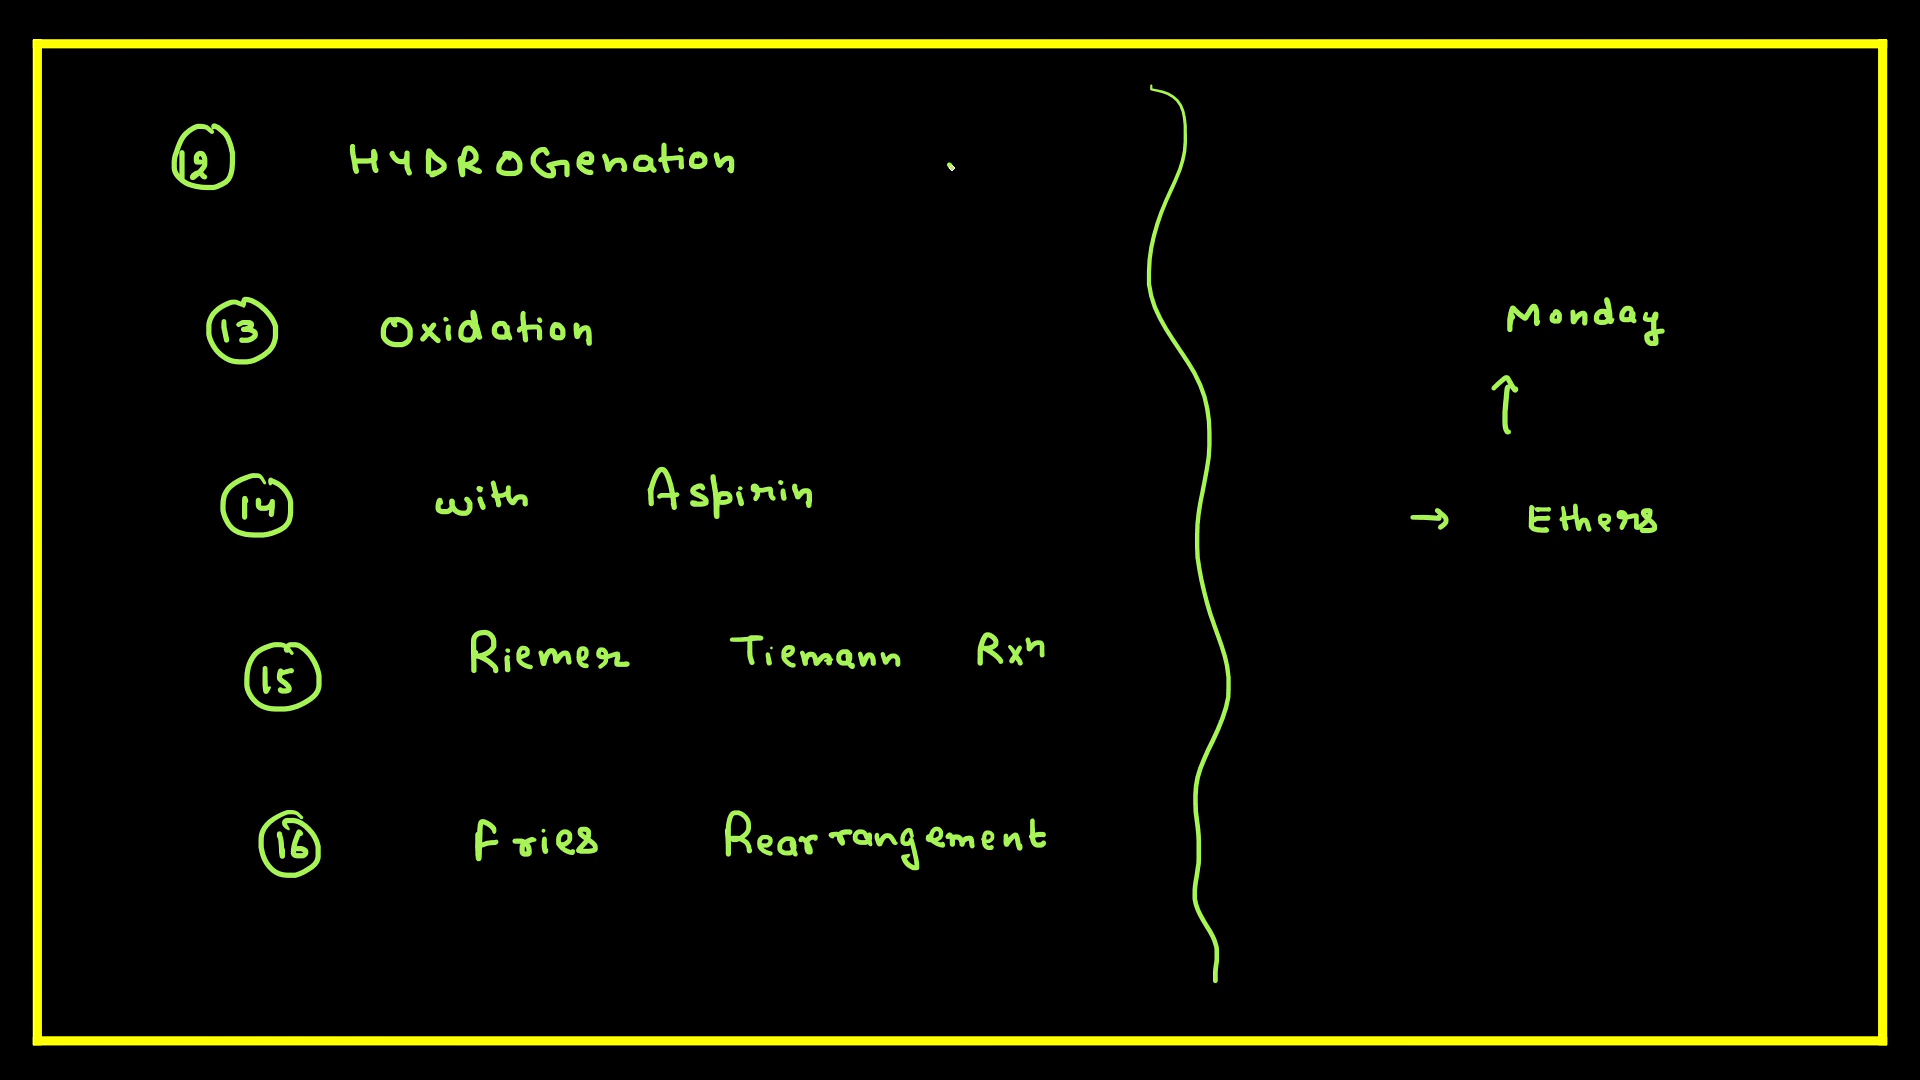 12 HYDROGenation
13 Oxidation
14 with Aspirin
15 Riemer Tiemann Rxn
16 Fries Rearrangement
Monday
↑
→ Ethers